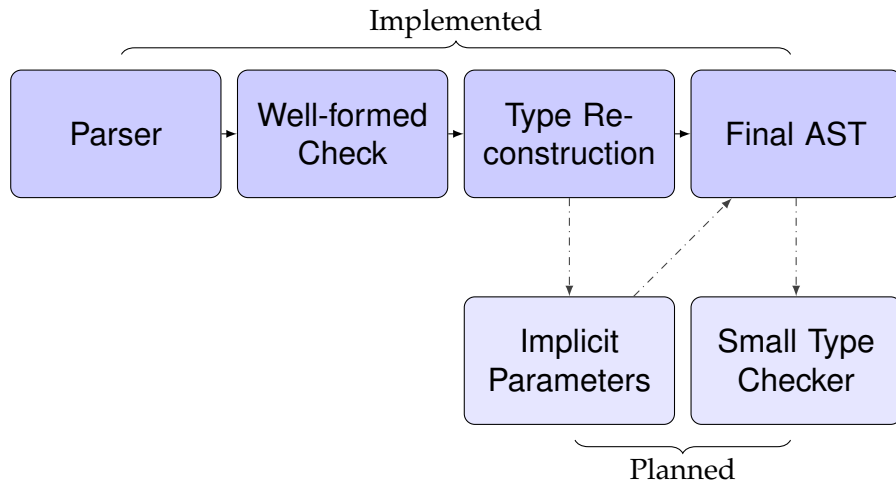 Implemented
Parser
Well-formed
Check
Type Re-
construction
Final AST
Implicit
Parameters
Small Type
Checker
Planned